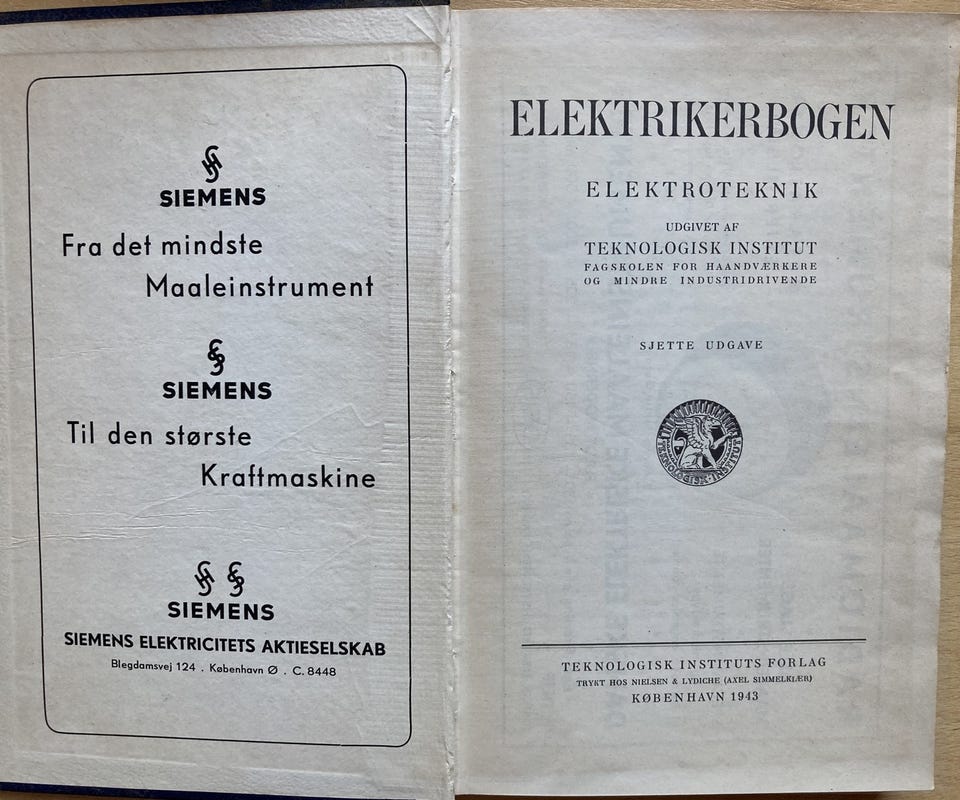 SIEMENS
Fra det mindste
Maaleinstrument
SIEMENS
Til den største
Kraftmaskine
SIEMENS
SIEMENS ELEKTRICITETS AKTIESELSKAB
Blegdamsvej 124 . København Ø . C. 8448
ELEKTRIKERBOGEN
ELEKTROTEKNIK
UDGIVET AF
TEKNOLOGISK INSTITUT
FAGSKOLEN FOR HAANDVÆRKERE
OG MINDRE INDUSTRIDRIVENDE
SJETTE UDGAVE
TEKNOLOGISK · INSTITUT
TEKNOLOGISK INSTITUTS FORLAG
TRYKT HOS NIELSEN & LYDICHE (AXEL SIMMELKIÆR)
KØBENHAVN 1943